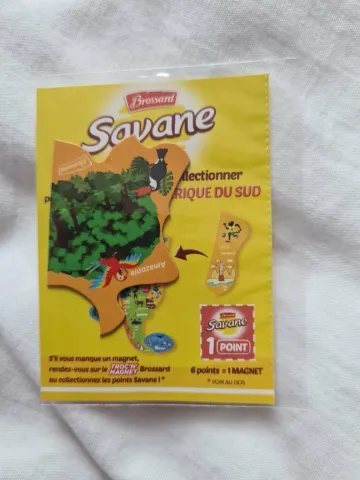 Brossard
Savane
llectionner
RIQUE DU SUD
Amazonie
Brossard
Savane
1 POINT
S'il vous manque un magnet,
rendez-vous sur le TROC'N' MAGNET Brossard
ou collectionnez les points Savane ! *
6 points = 1 MAGNET
* VOIR AU DOS